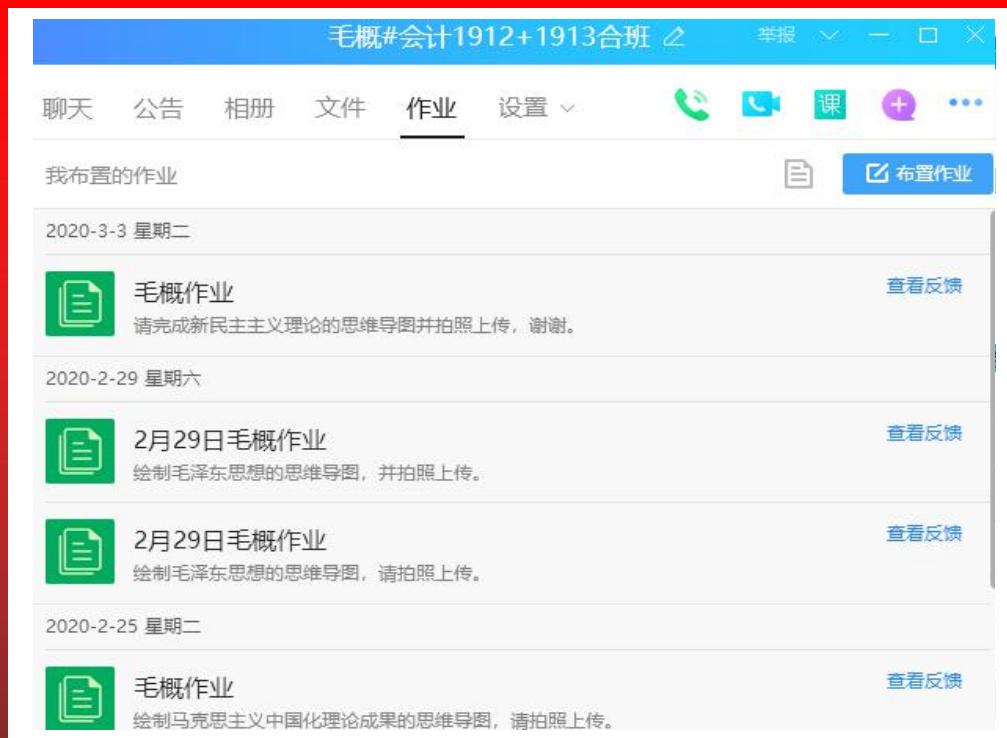 毛概#会计1912+1913合班 举报
聊天 公告 相册 文件 作业 设置 课
我布置的作业 布置作业
2020-3-3 星期二
毛概作业 查看反馈
请完成新民主主义理论的思维导图并拍照上传，谢谢。
2020-2-29 星期六
2月29日毛概作业 查看反馈
绘制毛泽东思想的思维导图，并拍照上传。
2月29日毛概作业 查看反馈
绘制毛泽东思想的思维导图，请拍照上传。
2020-2-25 星期二
毛概作业 查看反馈
绘制马克思主义中国化理论成果的思维导图，请拍照上传。